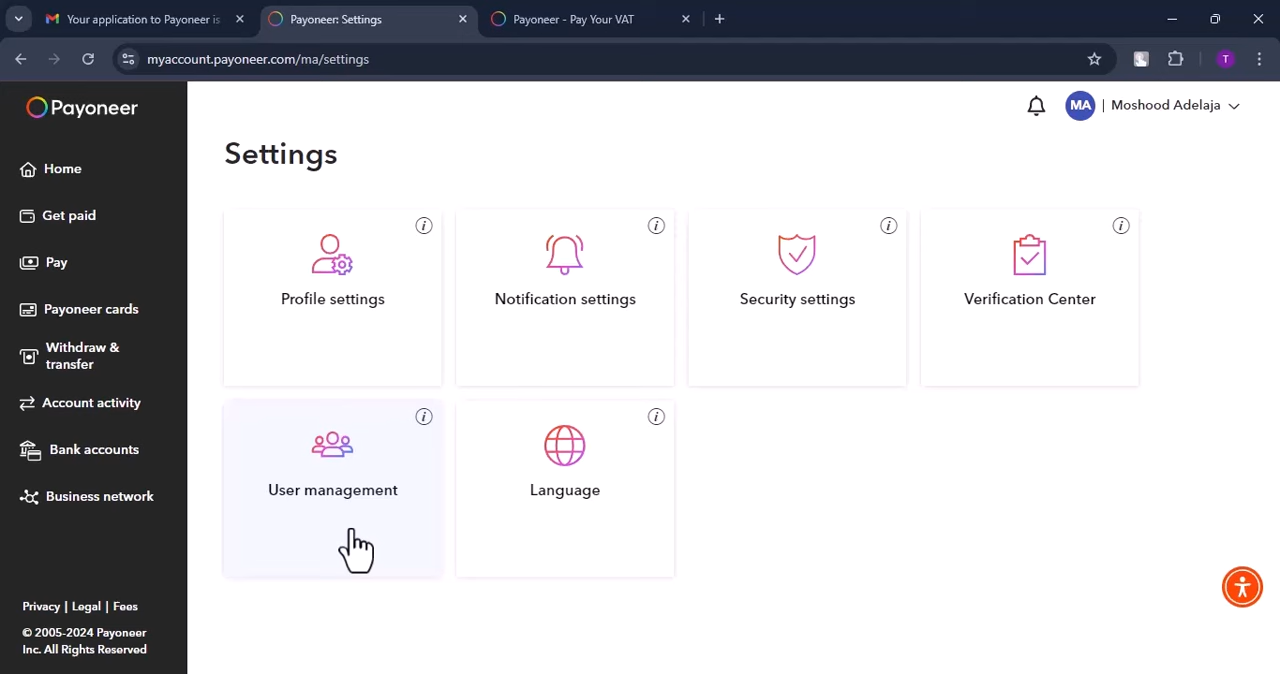 Your application to Payoneer is
Payoneer: Settings
Payoneer - Pay Your VAT
myaccount.payoneer.com/ma/settings
T
Payoneer
MA | Moshood Adelaja
Settings
Home
Get paid
Pay
Payoneer cards
Withdraw &
transfer
Account activity
Bank accounts
Business network
Profile settings
Notification settings
Security settings
Verification Center
User management
Language
Privacy | Legal | Fees
© 2005-2024 Payoneer
Inc. All Rights Reserved